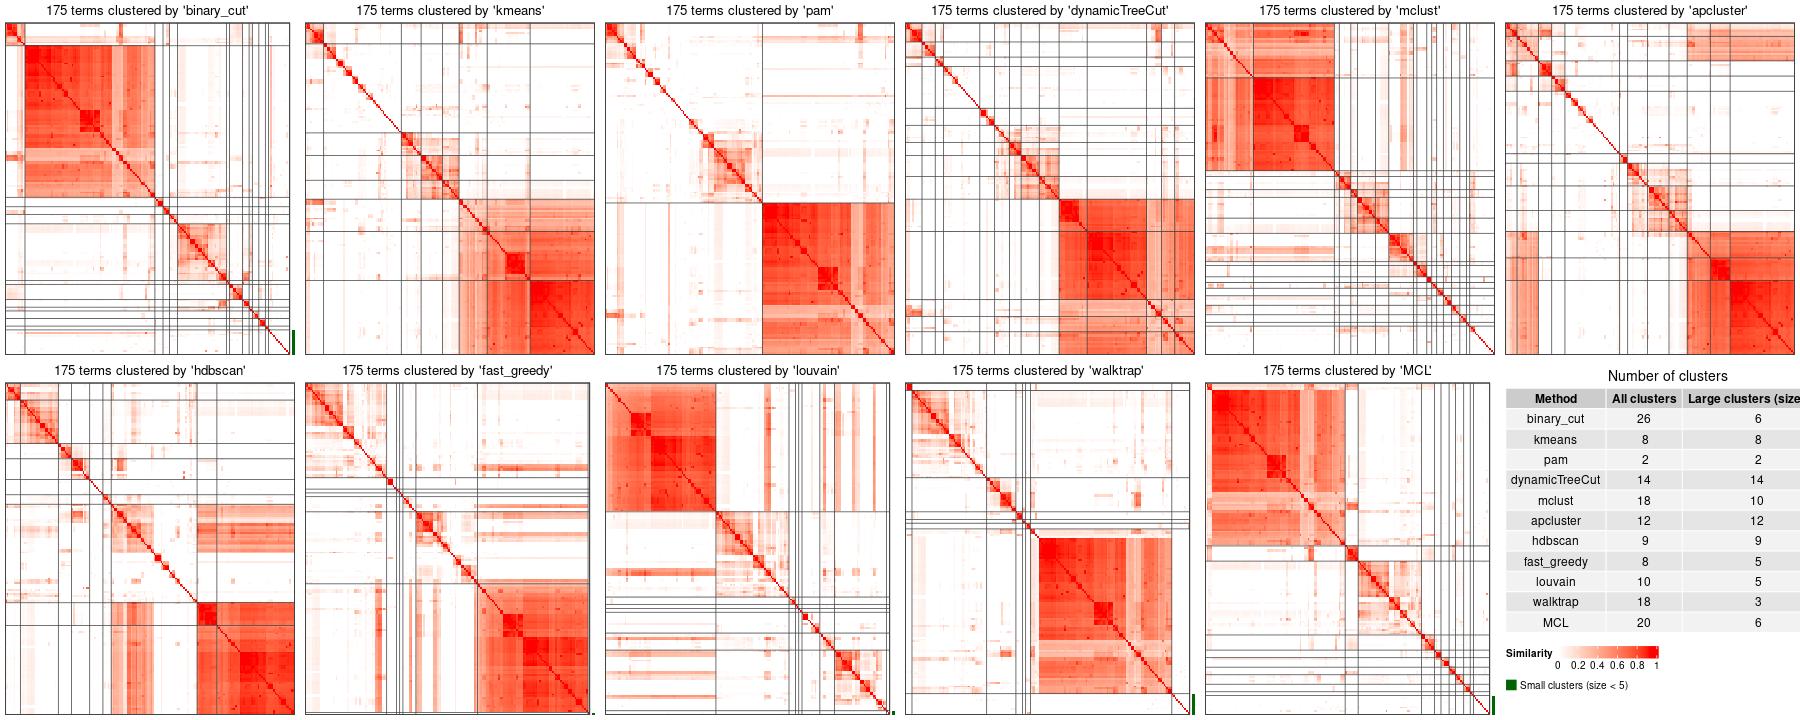 175 terms clustered by 'binary_cut'
175 terms clustered by 'kmeans'
175 terms clustered by 'pam'
175 terms clustered by 'dynamicTreeCut'
175 terms clustered by 'mclust'
175 terms clustered by 'apcluster'
175 terms clustered by 'hdbscan'
175 terms clustered by 'fast_greedy'
175 terms clustered by 'louvain'
175 terms clustered by 'walktrap'
175 terms clustered by 'MCL'
Number of clusters
Method All clusters Large clusters (size
binary_cut 26 6
kmeans 8 8
pam 2 2
dynamicTreeCut 14 14
mclust 18 10
apcluster 12 12
hdbscan 9 9
fast_greedy 8 5
louvain 10 5
walktrap 18 3
MCL 20 6
Similarity
0 0.2 0.4 0.6 0.8 1
Small clusters (size < 5)